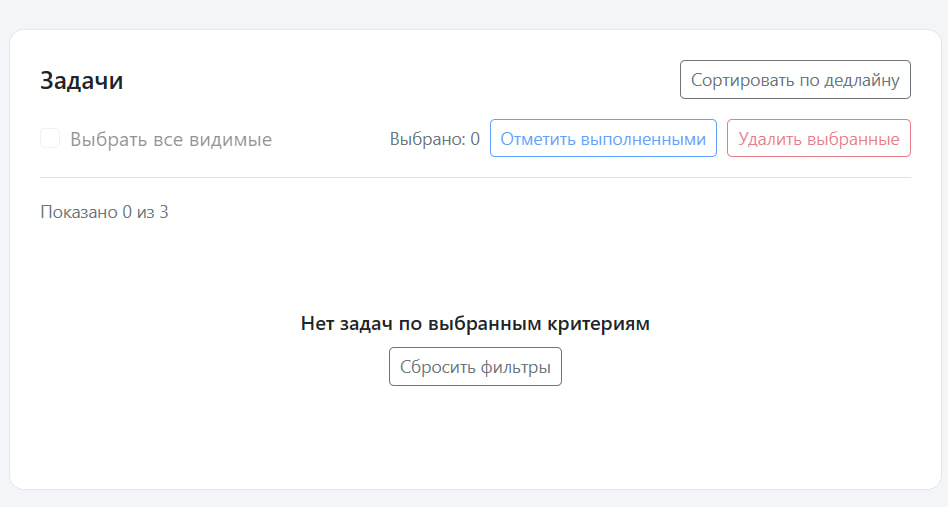 Задачи
Сортировать по дедлайну
Выбрать все видимые
Выбрано: 0
Отметить выполненными
Удалить выбранные
Показано 0 из 3
Нет задач по выбранным критериям
Сбросить фильтры